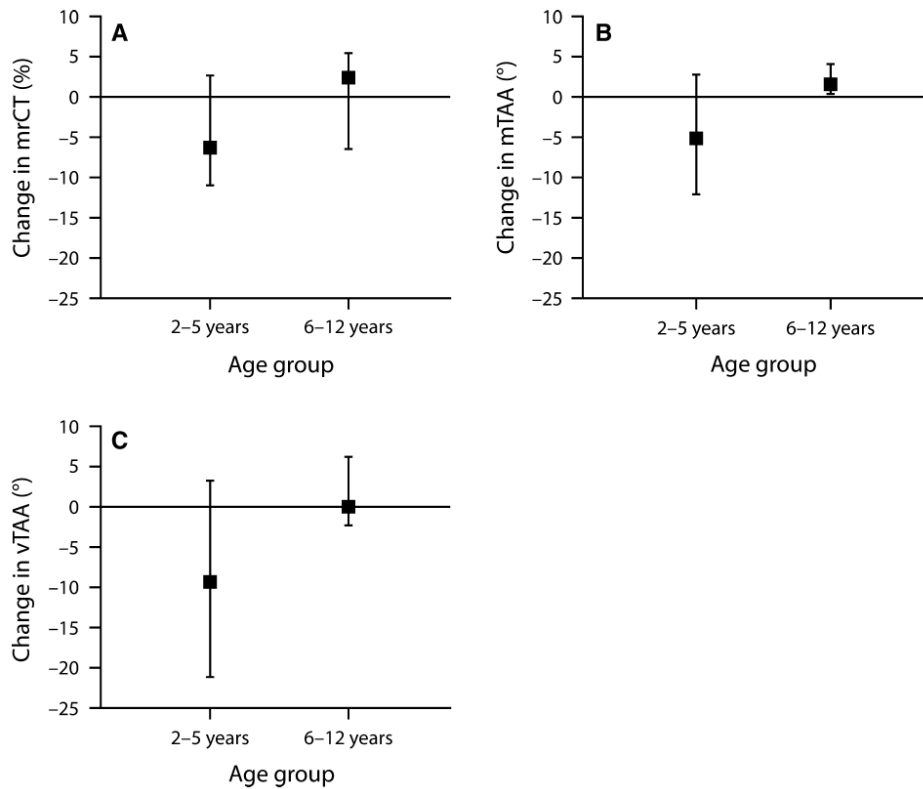 A
Change in mrCT (%)
10
5
0
–5
–10
–15
–20
–25
2–5 years
6–12 years
Age group
B
Change in mTAA (°)
10
5
0
–5
–10
–15
–20
–25
2–5 years
6–12 years
Age group
C
Change in vTAA (°)
10
5
0
–5
–10
–15
–20
–25
2–5 years
6–12 years
Age group